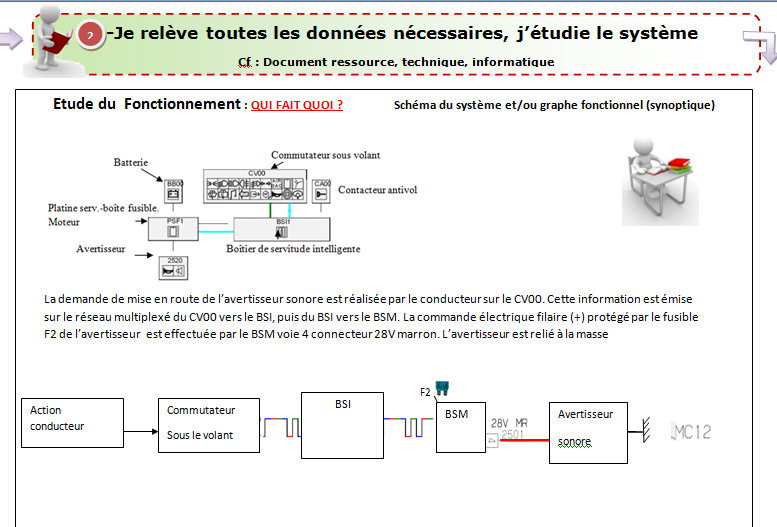 2 -Je relève toutes les données nécessaires, j’étudie le système
Cf : Document ressource, technique, informatique
Etude du Fonctionnement : QUI FAIT QUOI ? Schéma du système et/ou graphe fonctionnel (synoptique)
Batterie
Commutateur sous volant
BB00
CV00
CA00
Contacteur antivol
Platine serv.-boîte fusible.
Moteur
PSF1
BSI1
Avertisseur
Boîtier de servitude intelligente
2520
La demande de mise en route de l’avertisseur sonore est réalisée par le conducteur sur le CV00. Cette information est émise
sur le réseau multiplexé du CV00 vers le BSI, puis du BSI vers le BSM. La commande électrique filaire (+) protégé par le fusible
F2 de l’avertisseur est effectuée par le BSM voie 4 connecteur 28V marron. L’avertisseur est relié à la masse
Action
conducteur
Commutateur
Sous le volant
BSI
F2
BSM
28V MR
4
2501
Avertisseur
sonore
MC12